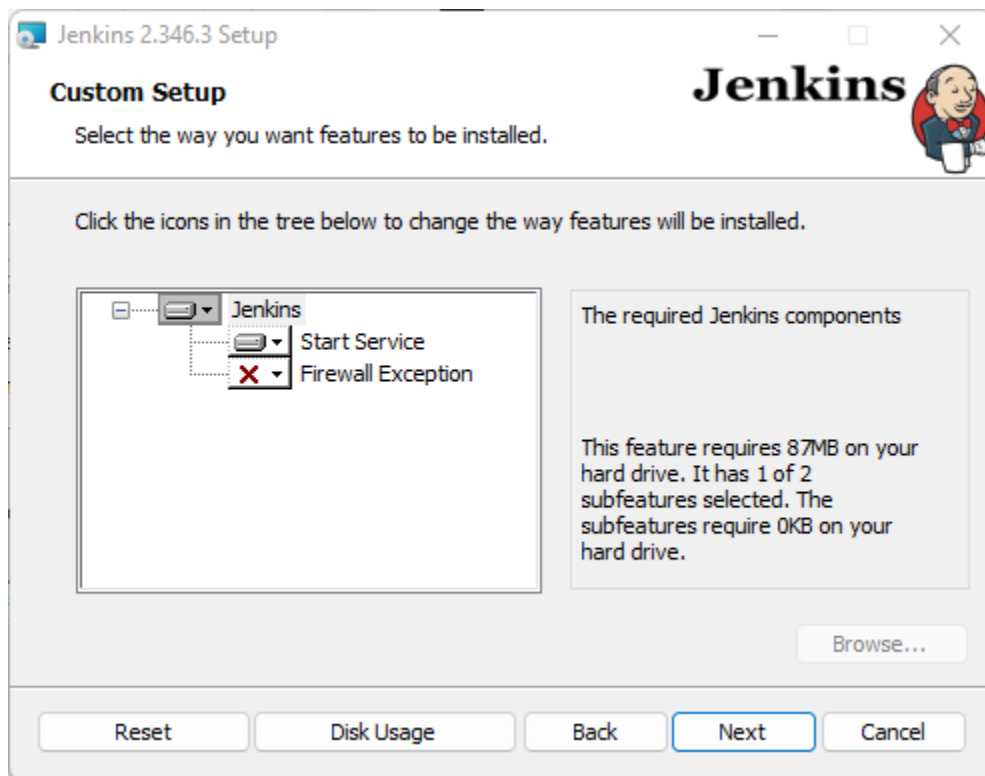 Jenkins 2.346.3 Setup
Custom Setup
Jenkins
Select the way you want features to be installed.
Click the icons in the tree below to change the way features will be installed.
Jenkins
Start Service
Firewall Exception
The required Jenkins components
This feature requires 87MB on your
hard drive. It has 1 of 2
subfeatures selected. The
subfeatures require 0KB on your
hard drive.
Browse...
Reset
Disk Usage
Back
Next
Cancel